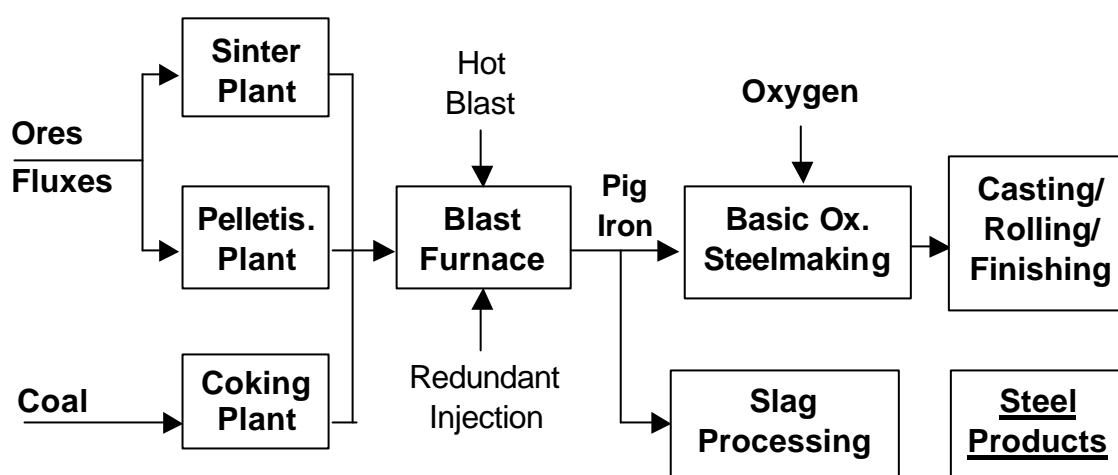 Sinter
Plant
Hot
Blast
Oxygen
Ores
Fluxes
Pelletis.
Plant
Blast
Furnace
Pig
Iron
Basic Ox.
Steelmaking
Casting/
Rolling/
Finishing
Coal
Coking
Plant
Redundant
Injection
Slag
Processing
Steel
Products